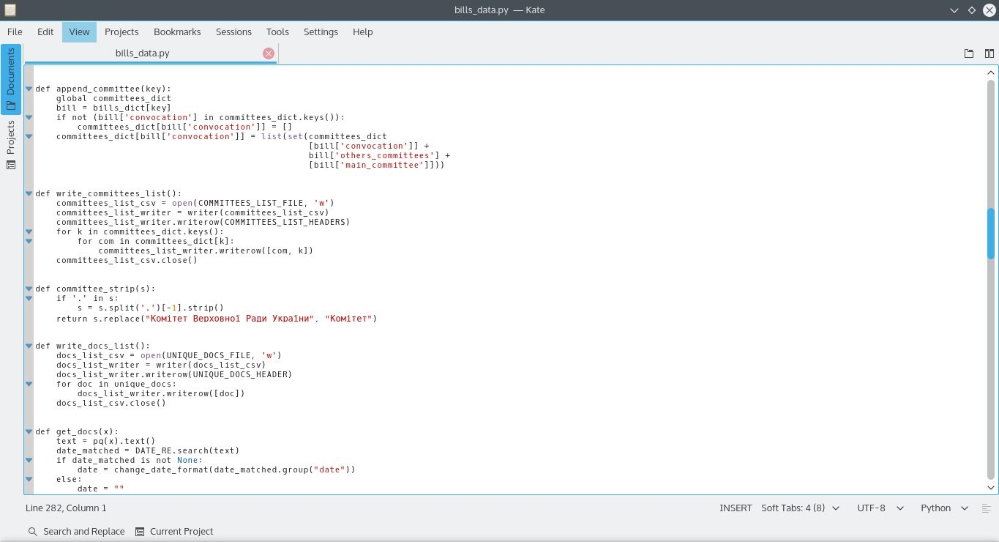 bills_data.py — Kate
File Edit View Projects Bookmarks Sessions Tools Settings Help
bills_data.py
Documents
Projects
def append_committee(key):
    global committees_dict
    bill = bills_dict[key]
    if not (bill['convocation'] in committees_dict.keys()):
        committees_dict[bill['convocation']] = []
    committees_dict[bill['convocation']] = list(set(committees_dict
                                                    [bill['convocation']] +
                                                    bill['others_committees'] +
                                                    [bill['main_committee']]))
def write_committees_list():
    committees_list_csv = open(COMMITTEES_LIST_FILE, 'w')
    committees_list_writer = writer(committees_list_csv)
    committees_list_writer.writerow(COMMITTEES_LIST_HEADERS)
    for k in committees_dict.keys():
        for com in committees_dict[k]:
            committees_list_writer.writerow([com, k])
    committees_list_csv.close()
def committee_strip(s):
    if '.' in s:
        s = s.split('.')[-1].strip()
    return s.replace("Комітет Верховної Ради України", "Комітет")
def write_docs_list():
    docs_list_csv = open(UNIQUE_DOCS_FILE, 'w')
    docs_list_writer = writer(docs_list_csv)
    docs_list_writer.writerow(UNIQUE_DOCS_HEADER)
    for doc in unique_docs:
        docs_list_writer.writerow([doc])
    docs_list_csv.close()
def get_docs(x):
    text = pq(x).text()
    date_matched = DATE_RE.search(text)
    if date_matched is not None:
        date = change_date_format(date_matched.group("date"))
    else:
        date = ""
Line 282, Column 1 INSERT Soft Tabs: 4 (8) UTF-8 Python
Search and Replace Current Project